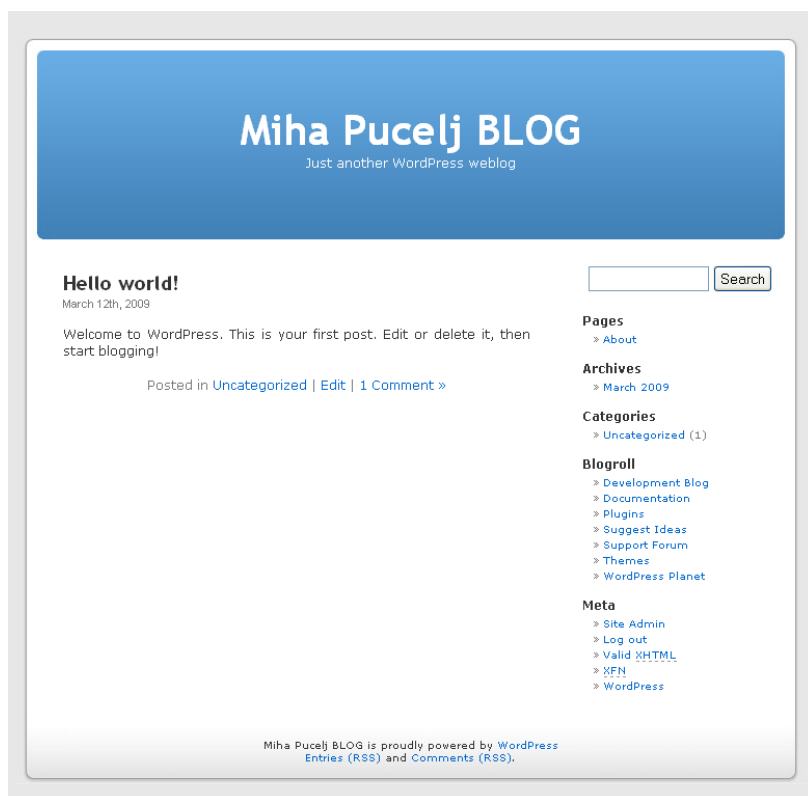 Miha Pucelj BLOG
Just another WordPress weblog
Hello world!
March 12th, 2009
Welcome to WordPress. This is your first post. Edit or delete it, then
start blogging!
Posted in Uncategorized | Edit | 1 Comment »
Search
Pages
» About
Archives
» March 2009
Categories
» Uncategorized (1)
Blogroll
» Development Blog
» Documentation
» Plugins
» Suggest Ideas
» Support Forum
» Themes
» WordPress Planet
Meta
» Site Admin
» Log out
» Valid XHTML
» XFN
» WordPress
Miha Pucelj BLOG is proudly powered by WordPress
Entries (RSS) and Comments (RSS).